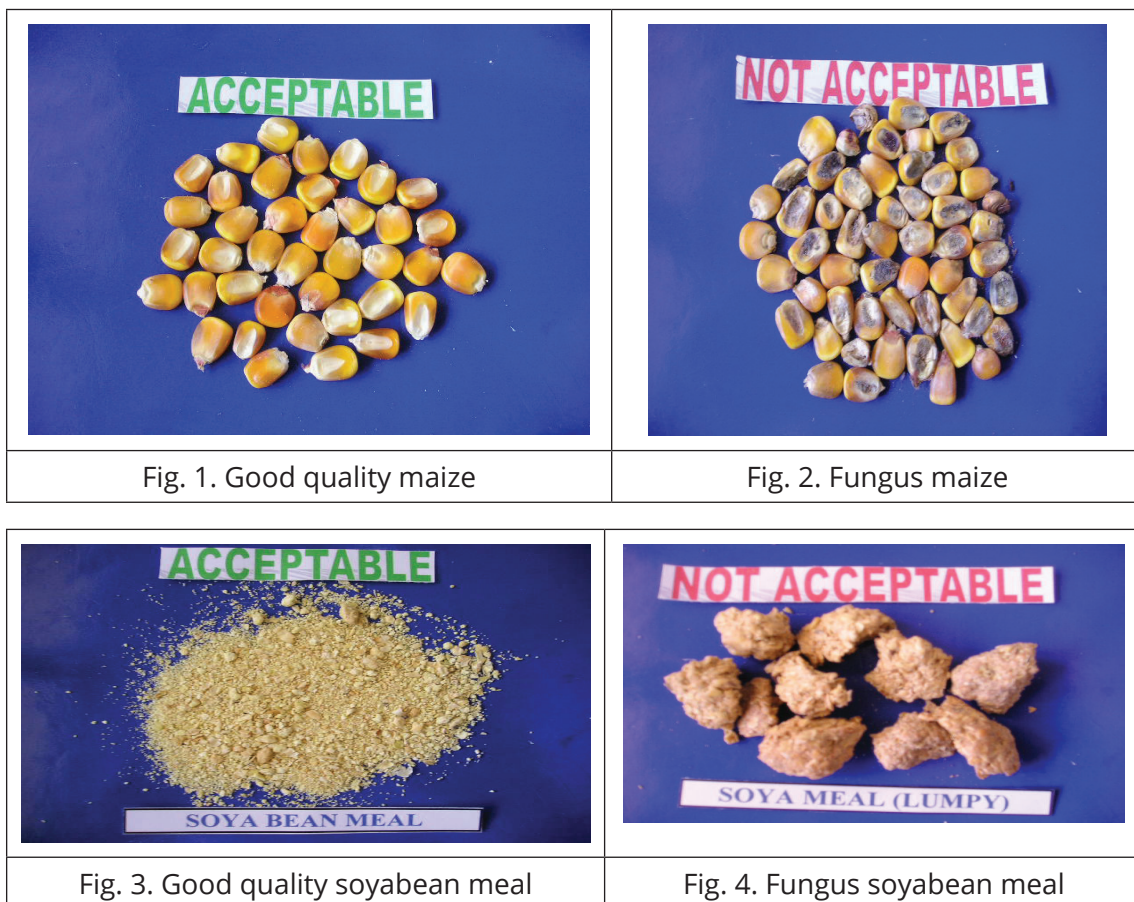 ACCEPTABLE
NOT ACCEPTABLE
Fig. 1. Good quality maize
Fig. 2. Fungus maize
ACCEPTABLE
SOYA BEAN MEAL
NOT ACCEPTABLE
SOYA MEAL (LUMPY)
Fig. 3. Good quality soyabean meal
Fig. 4. Fungus soyabean meal